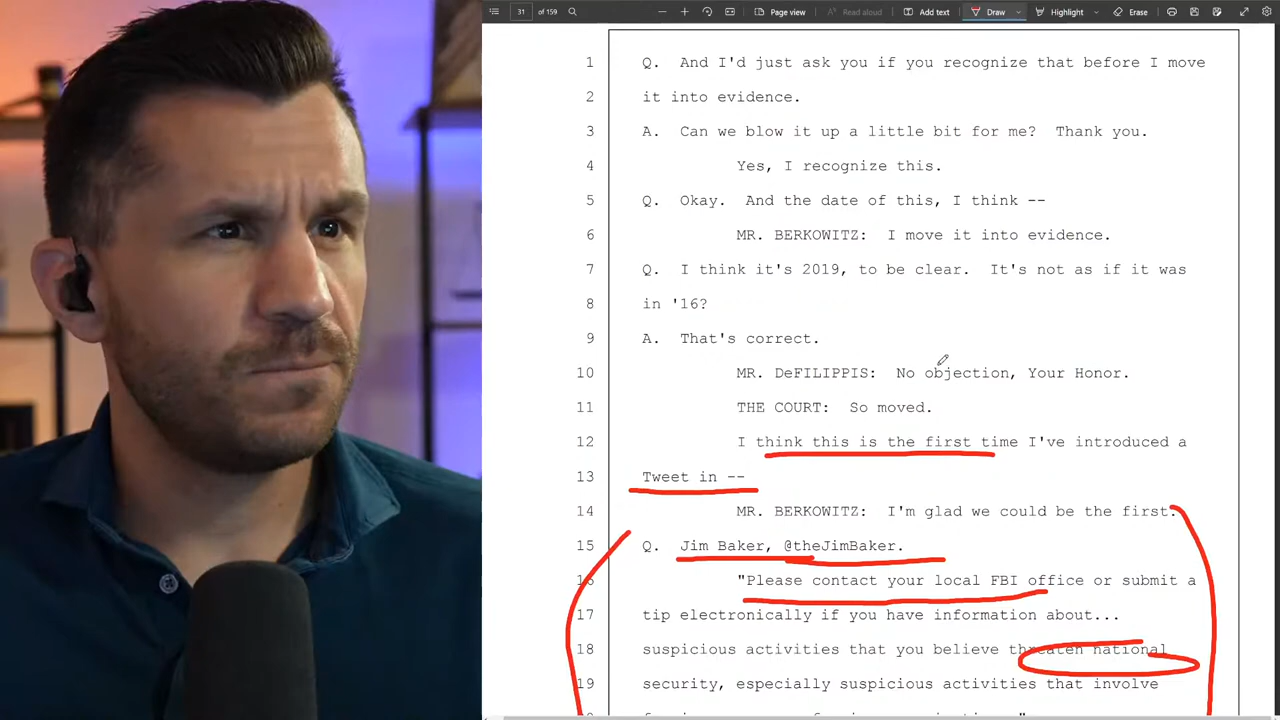 31 of 159
Page view
Read aloud
Add text
Draw
Highlight
Erase
1 Q. And I'd just ask you if you recognize that before I move
2 it into evidence.
3 A. Can we blow it up a little bit for me? Thank you.
4 Yes, I recognize this.
5 Q. Okay. And the date of this, I think --
6 MR. BERKOWITZ: I move it into evidence.
7 Q. I think it's 2019, to be clear. It's not as if it was
8 in '16?
9 A. That's correct.
10 MR. DeFILIPPIS: No objection, Your Honor.
11 THE COURT: So moved.
12 I think this is the first time I've introduced a
13 Tweet in --
14 MR. BERKOWITZ: I'm glad we could be the first.
15 Q. Jim Baker, @theJimBaker.
16 "Please contact your local FBI office or submit a
17 tip electronically if you have information about...
18 suspicious activities that you believe threaten national
19 security, especially suspicious activities that involve